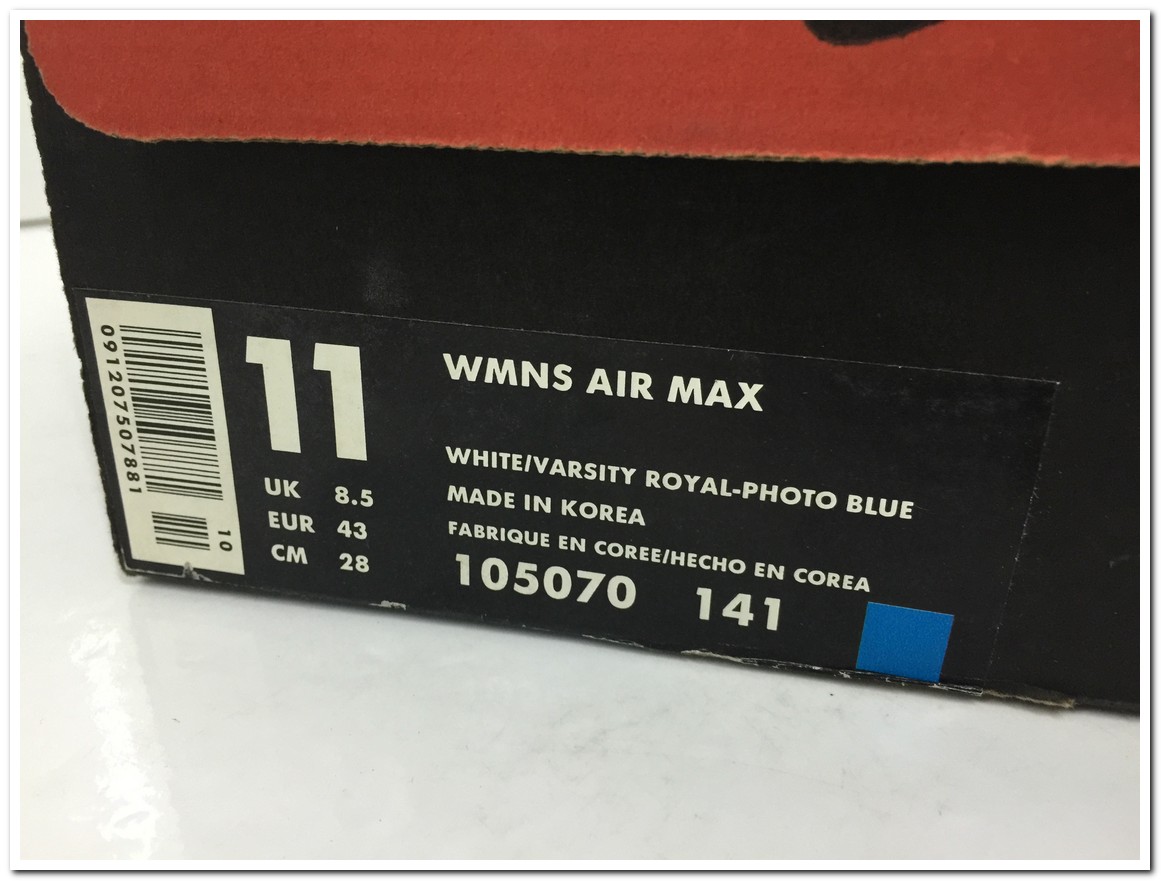 091207507881
10
11
UK 8.5
EUR 43
CM 28
WMNS AIR MAX
WHITE/VARSITY ROYAL-PHOTO BLUE
MADE IN KOREA
FABRIQUE EN COREE/HECHO EN COREA
105070 141